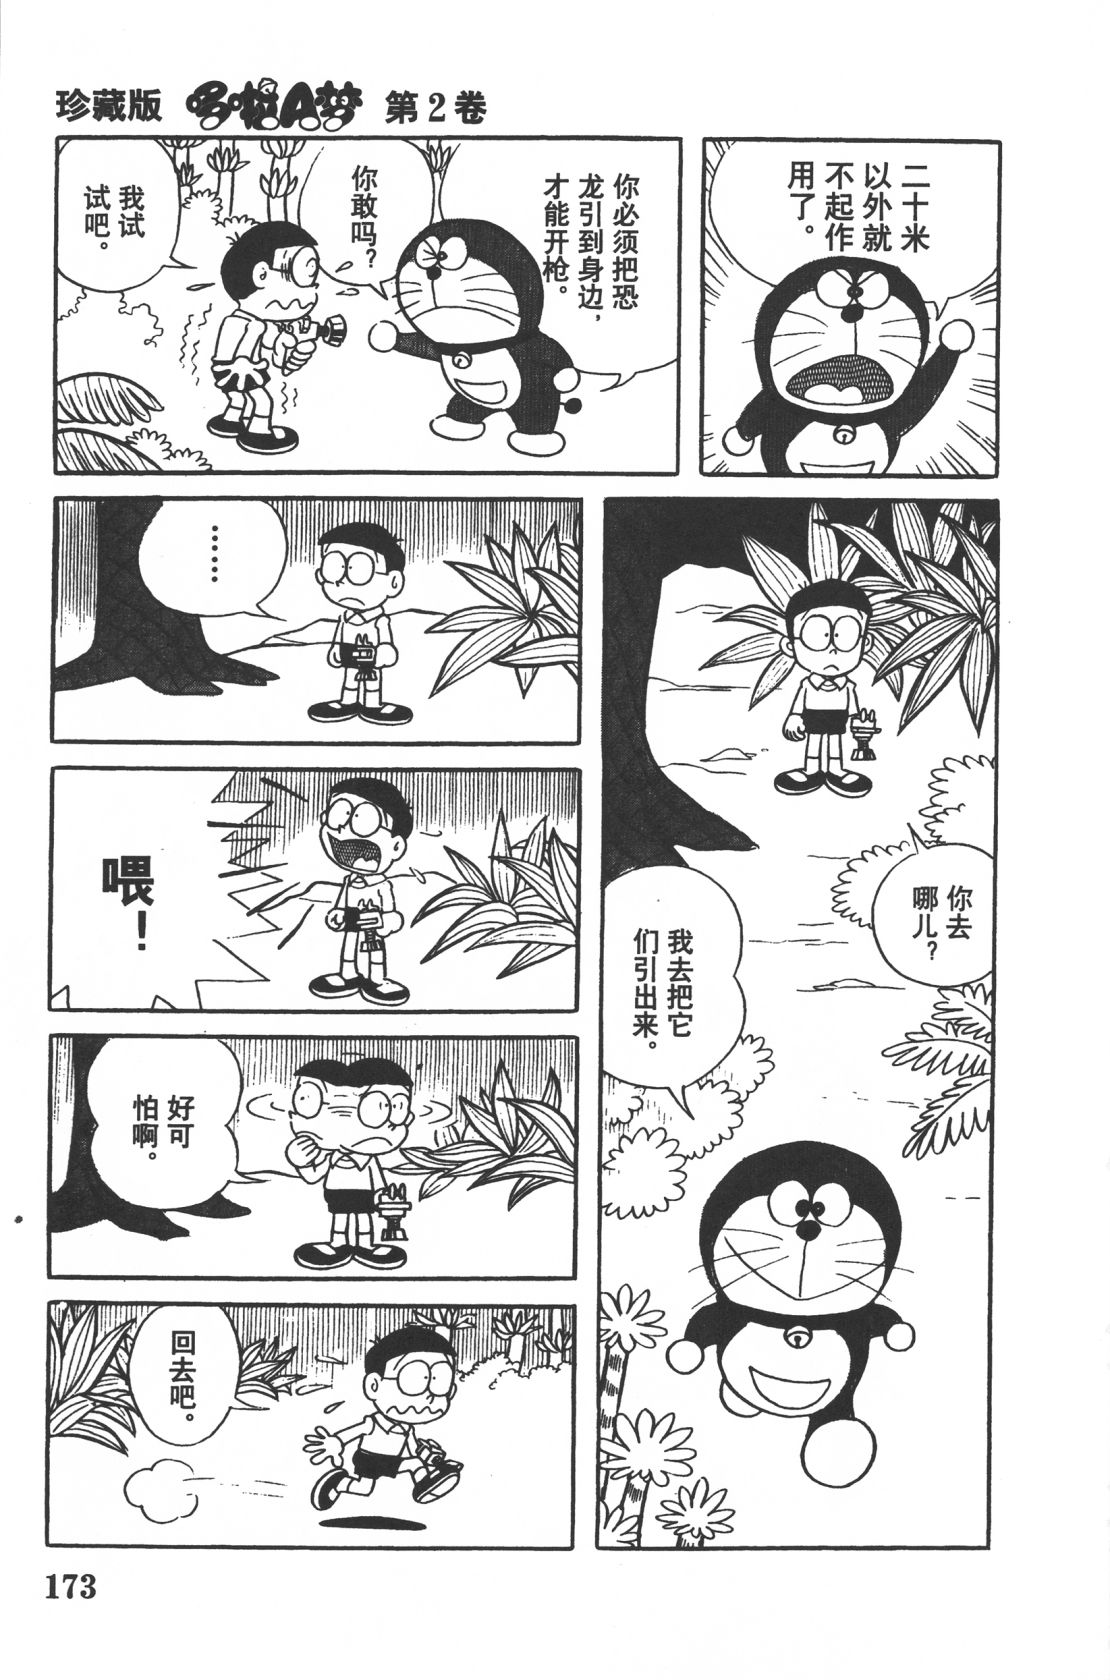 珍藏版 哆啦A梦 第2卷
二十米
以外就
不起作
用了。
你必须把恐
龙引到身边，
才能开枪。
你敢吗？
我试
试吧。
你去
哪儿？
我去把它
们引出来。
……
喂！
好可
怕啊。
回去吧。
173